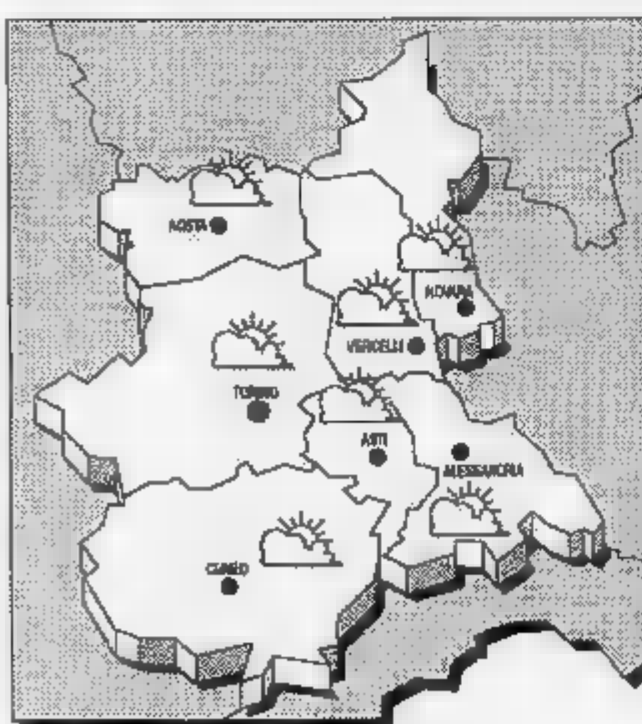 AOSTA
NOVARA
VERCELLI
TORINO
ASTI
ALESSANDRIA
CUNEO